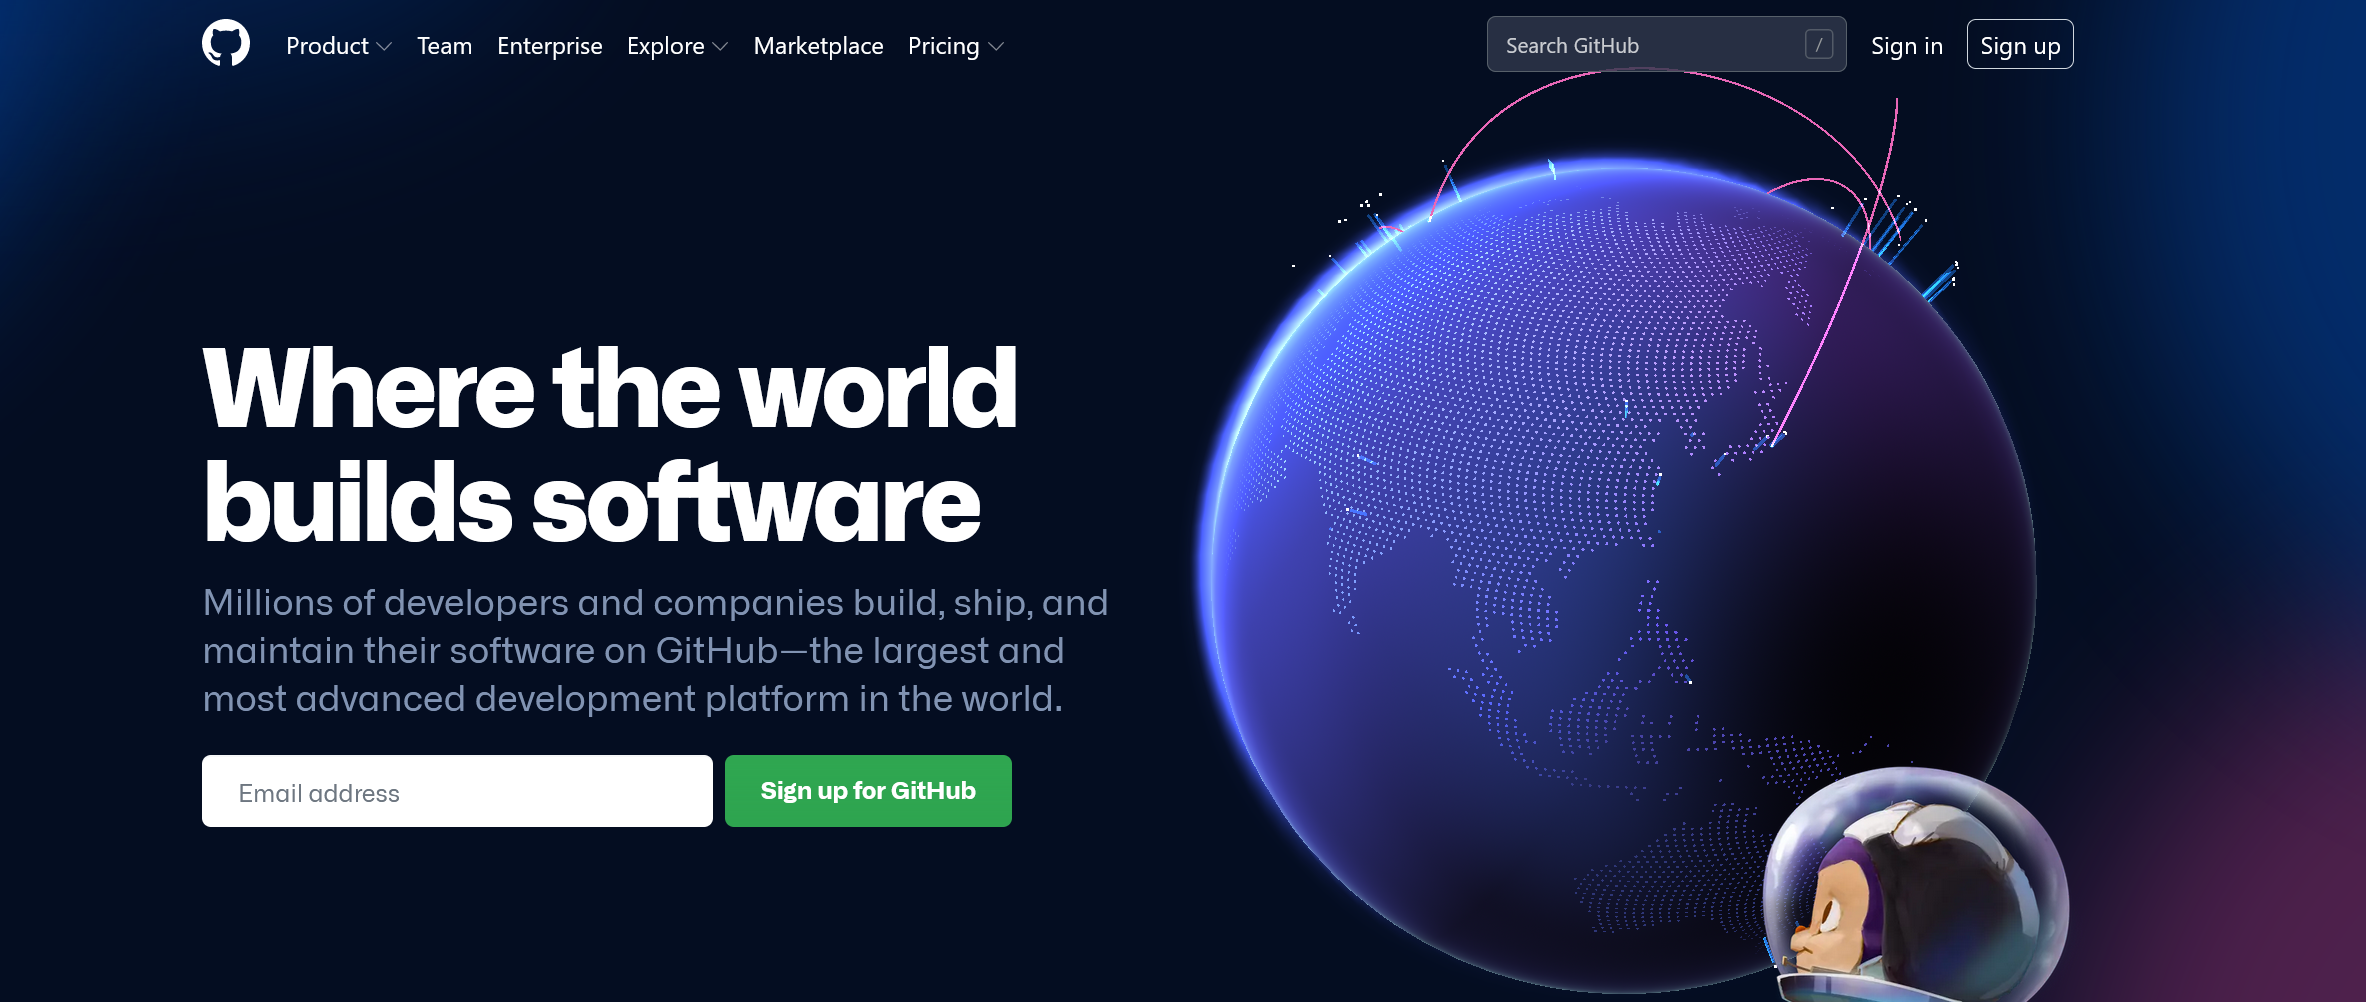 Product Team Enterprise Explore Marketplace Pricing Search GitHub / Sign in Sign up
Where the world
builds software
Millions of developers and companies build, ship, and
maintain their software on GitHub—the largest and
most advanced development platform in the world.
Email address Sign up for GitHub